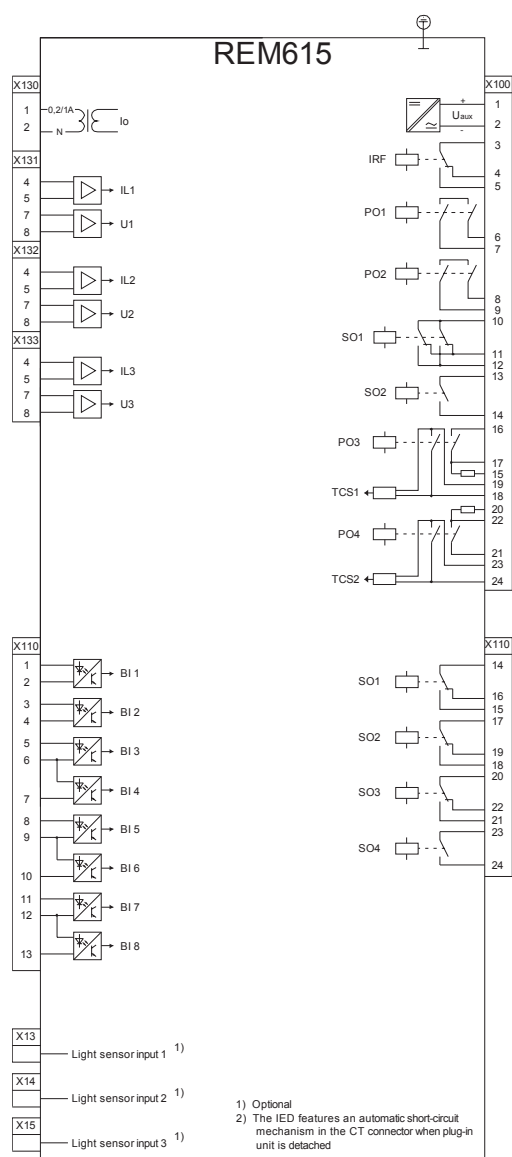 REM615
X130
1
0,2/1A
2
N
Io
X131
4
5
IL1
7
8
U1
X132
4
5
IL2
7
8
U2
X133
4
5
IL3
7
8
U3
X110
1
2
BI 1
3
4
BI 2
5
6
BI 3
7
BI 4
8
9
BI 5
10
BI 6
11
12
BI 7
13
BI 8
X13
Light sensor input 1 1)
X14
Light sensor input 2 1)
X15
Light sensor input 3 1)
X100
+
1
Uaux
2
-
3
IRF
4
5
PO1
6
7
PO2
8
9
10
SO1
11
12
13
SO2
14
16
PO3
17
15
19
TCS1
18
20
22
PO4
21
23
TCS2
24
X110
14
SO1
16
15
17
SO2
19
18
20
SO3
22
21
23
SO4
24
1) Optional
2) The IED features an automatic short-circuit
mechanism in the CT connector when plug-in
unit is detached